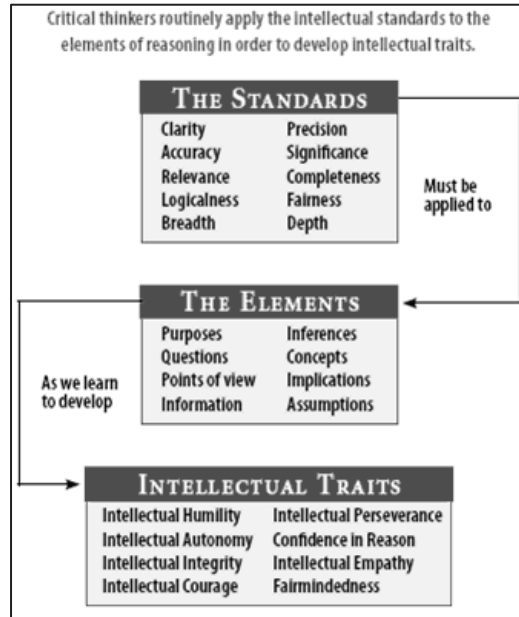 Critical thinkers routinely apply the intellectual standards to the
elements of reasoning in order to develop intellectual traits.
THE STANDARDS
Clarity Precision
Accuracy Significance
Relevance Completeness
Logicalness Fairness
Breadth Depth
Must be
applied to
THE ELEMENTS
Purposes Inferences
Questions Concepts
Points of view Implications
Information Assumptions
As we learn
to develop
INTELLECTUAL TRAITS
Intellectual Humility Intellectual Perseverance
Intellectual Autonomy Confidence in Reason
Intellectual Integrity Intellectual Empathy
Intellectual Courage Fairmindedness